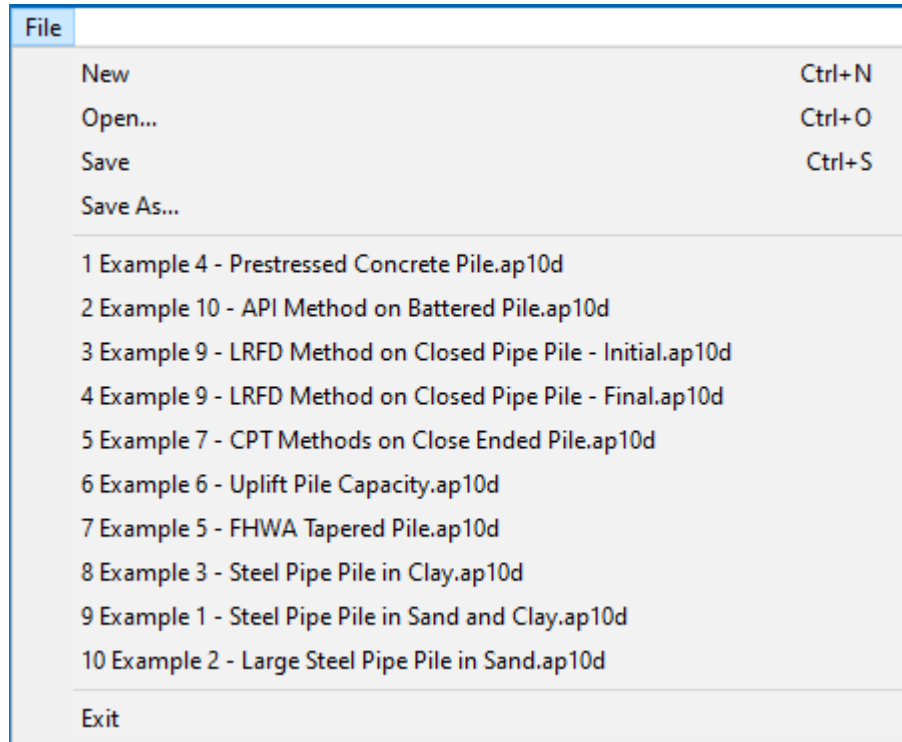 File
New Ctrl+N
Open... Ctrl+O
Save Ctrl+S
Save As...
1 Example 4 - Prestressed Concrete Pile.ap10d
2 Example 10 - API Method on Battered Pile.ap10d
3 Example 9 - LRFD Method on Closed Pipe Pile - Initial.ap10d
4 Example 9 - LRFD Method on Closed Pipe Pile - Final.ap10d
5 Example 7 - CPT Methods on Close Ended Pile.ap10d
6 Example 6 - Uplift Pile Capacity.ap10d
7 Example 5 - FHWA Tapered Pile.ap10d
8 Example 3 - Steel Pipe Pile in Clay.ap10d
9 Example 1 - Steel Pipe Pile in Sand and Clay.ap10d
10 Example 2 - Large Steel Pipe Pile in Sand.ap10d
Exit